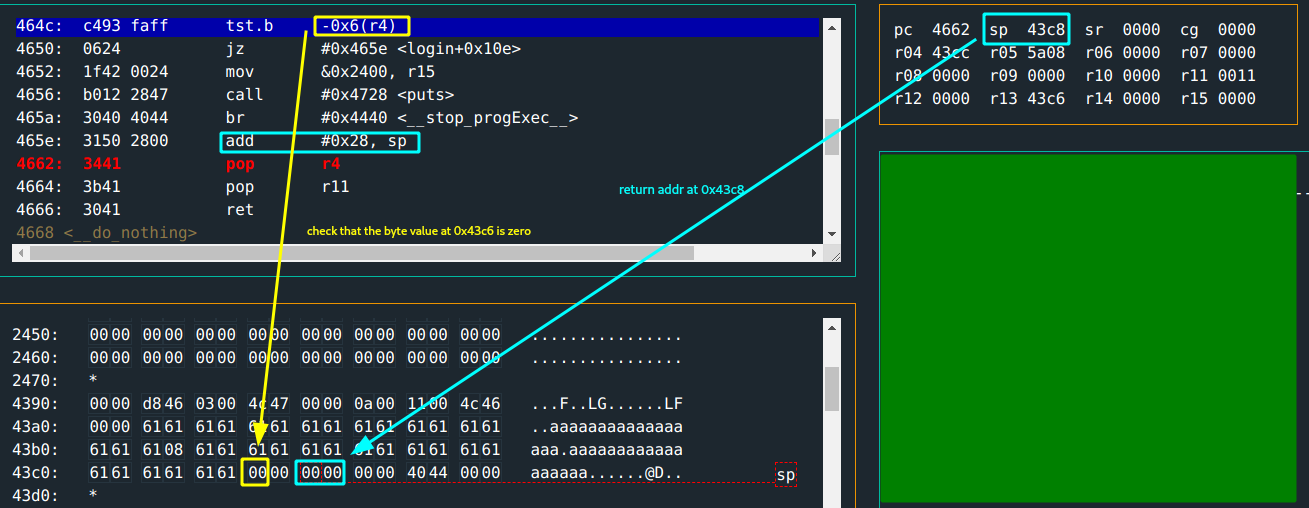 464c: c493 faff tst.b -0x6(r4)
4650: 0624 jz #0x465e <login+0x10e>
4652: 1f42 0024 mov &0x2400, r15
4656: b012 2847 call #0x4728 <puts>
465a: 3040 4044 br #0x4440 <__stop_progExec__>
465e: 3150 2800 add #0x28, sp
4662: 3441 pop r4
4664: 3b41 pop r11
4666: 3041 ret
4668 <__do_nothing>
return addr at 0x43c8
check that the byte value at 0x43c6 is zero
pc 4662 sp 43c8 sr 0000 cg 0000
r04 43cc r05 5a08 r06 0000 r07 0000
r08 0000 r09 0000 r10 0000 r11 0011
r12 0000 r13 43c6 r14 0000 r15 0000
2450: 0000 0000 0000 0000 0000 0000 0000 0000 ................
2460: 0000 0000 0000 0000 0000 0000 0000 0000 ................
2470: *
4390: 0000 d846 0300 4c47 0000 0a00 1100 4c46 ...F..LG......LF
43a0: 0000 6161 6161 6161 6161 6161 6161 6161 ..aaaaaaaaaaaaaa
43b0: 6161 6108 6161 6161 6161 6161 6161 6161 aaa.aaaaaaaaaaaa
43c0: 6161 6161 6161 0000 0000 0000 4044 0000 aaaaaa......@D..
sp
43d0: *